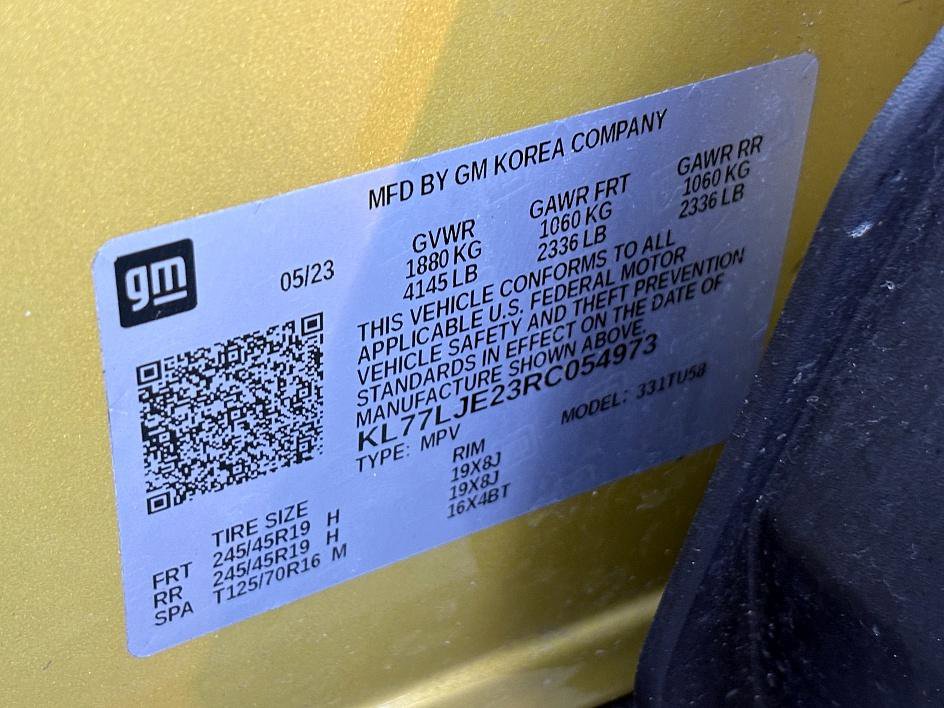 MFD BY GM KOREA COMPANY
gm
05/23
GVWR
1880 KG
4145 LB
GAWR FRT
1060 KG
2336 LB
GAWR RR
1060 KG
2336 LB
THIS VEHICLE CONFORMS TO ALL
APPLICABLE U.S. FEDERAL MOTOR
VEHICLE SAFETY AND THEFT PREVENTION
STANDARDS IN EFFECT ON THE DATE OF
MANUFACTURE SHOWN ABOVE.
KL77LJE23RC054973
TYPE: MPV
MODEL: 331TU58
TIRE SIZE RIM
FRT 245/45R19 H 19X8J
RR 245/45R19 H 19X8J
SPA T125/70R16 M 16X4BT